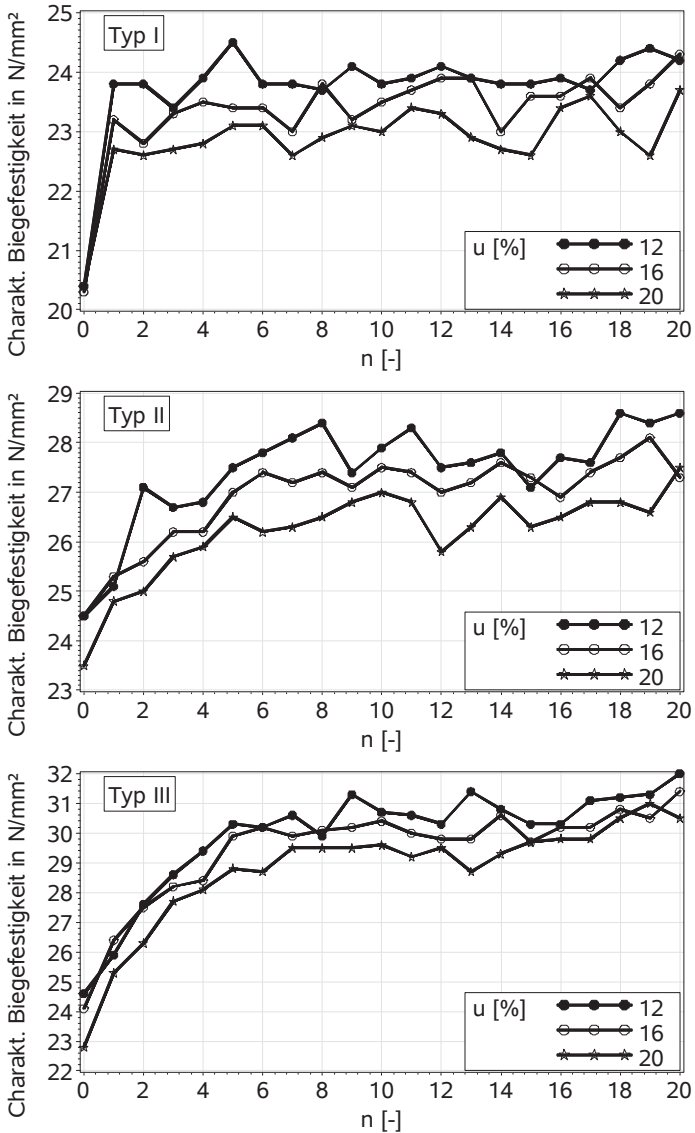 Charakt. Biegefestigkeit in N/mm²
25
24
23
22
21
20
Typ I
u [%]
12
16
20
0 2 4 6 8 10 12 14 16 18 20
n [-]
Charakt. Biegefestigkeit in N/mm²
29
28
27
26
25
24
23
Typ II
u [%]
12
16
20
0 2 4 6 8 10 12 14 16 18 20
n [-]
Charakt. Biegefestigkeit in N/mm²
32
31
30
29
28
27
26
25
24
23
22
Typ III
u [%]
12
16
20
0 2 4 6 8 10 12 14 16 18 20
n [-]